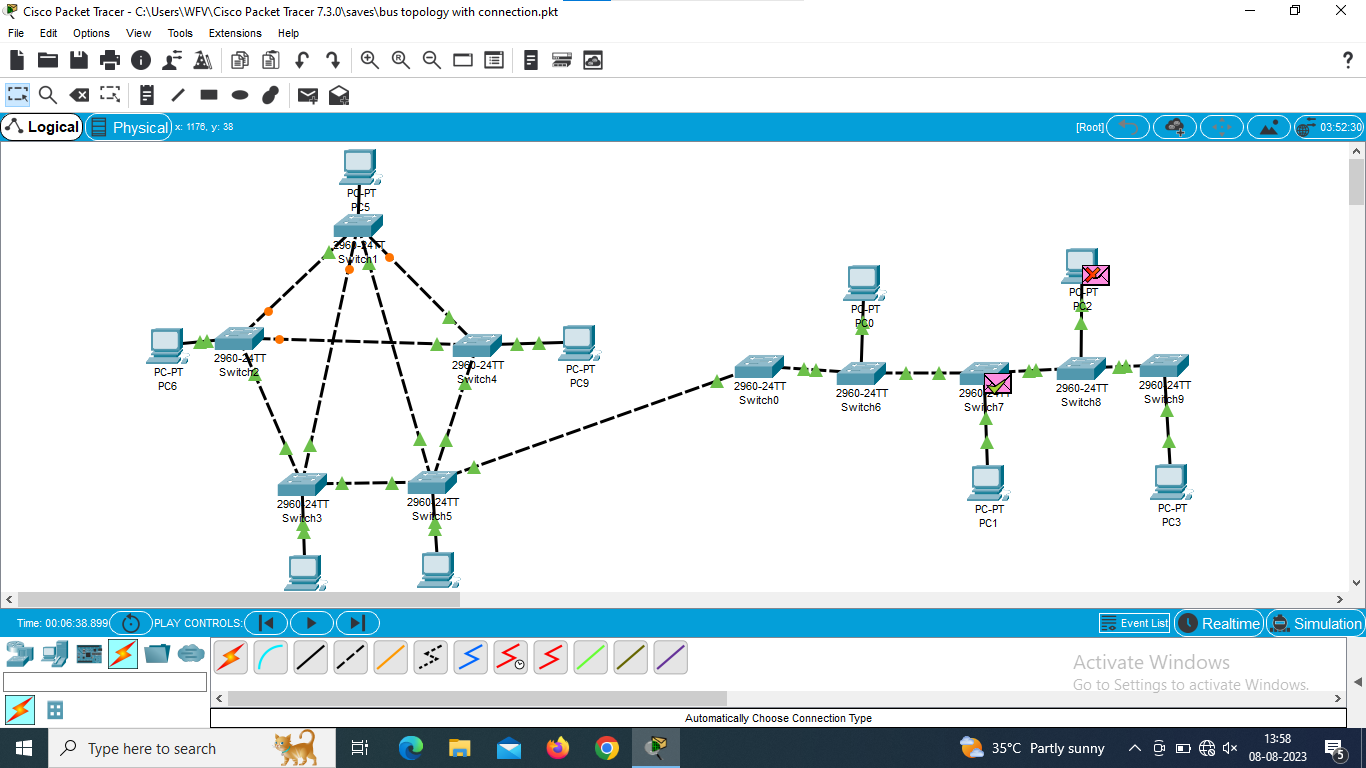 Cisco Packet Tracer - C:\Users\WFV\Cisco Packet Tracer 7.3.0\saves\bus topology with connection.pkt
File Edit Options View Tools Extensions Help
Logical Physical x: 1176, y: 38 [Root] 03:52:30
PC-PT
PC5
2960-24TT
Switch1
PC-PT
PC6
2960-24TT
Switch2
2960-24TT
Switch4
PC-PT
PC9
2960-24TT
Switch3
2960-24TT
Switch5
2960-24TT
Switch0
PC-PT
PC0
2960-24TT
Switch6
2960-24TT
Switch7
PC-PT
PC1
PC-PT
PC2
2960-24TT
Switch8
2960-24TT
Switch9
PC-PT
PC3
Time: 00:06:38.899 PLAY CONTROLS: Event List Realtime Simulation
Activate Windows
Go to Settings to activate Windows.
Automatically Choose Connection Type
Type here to search 35°C Partly sunny 13:58
08-08-2023 5